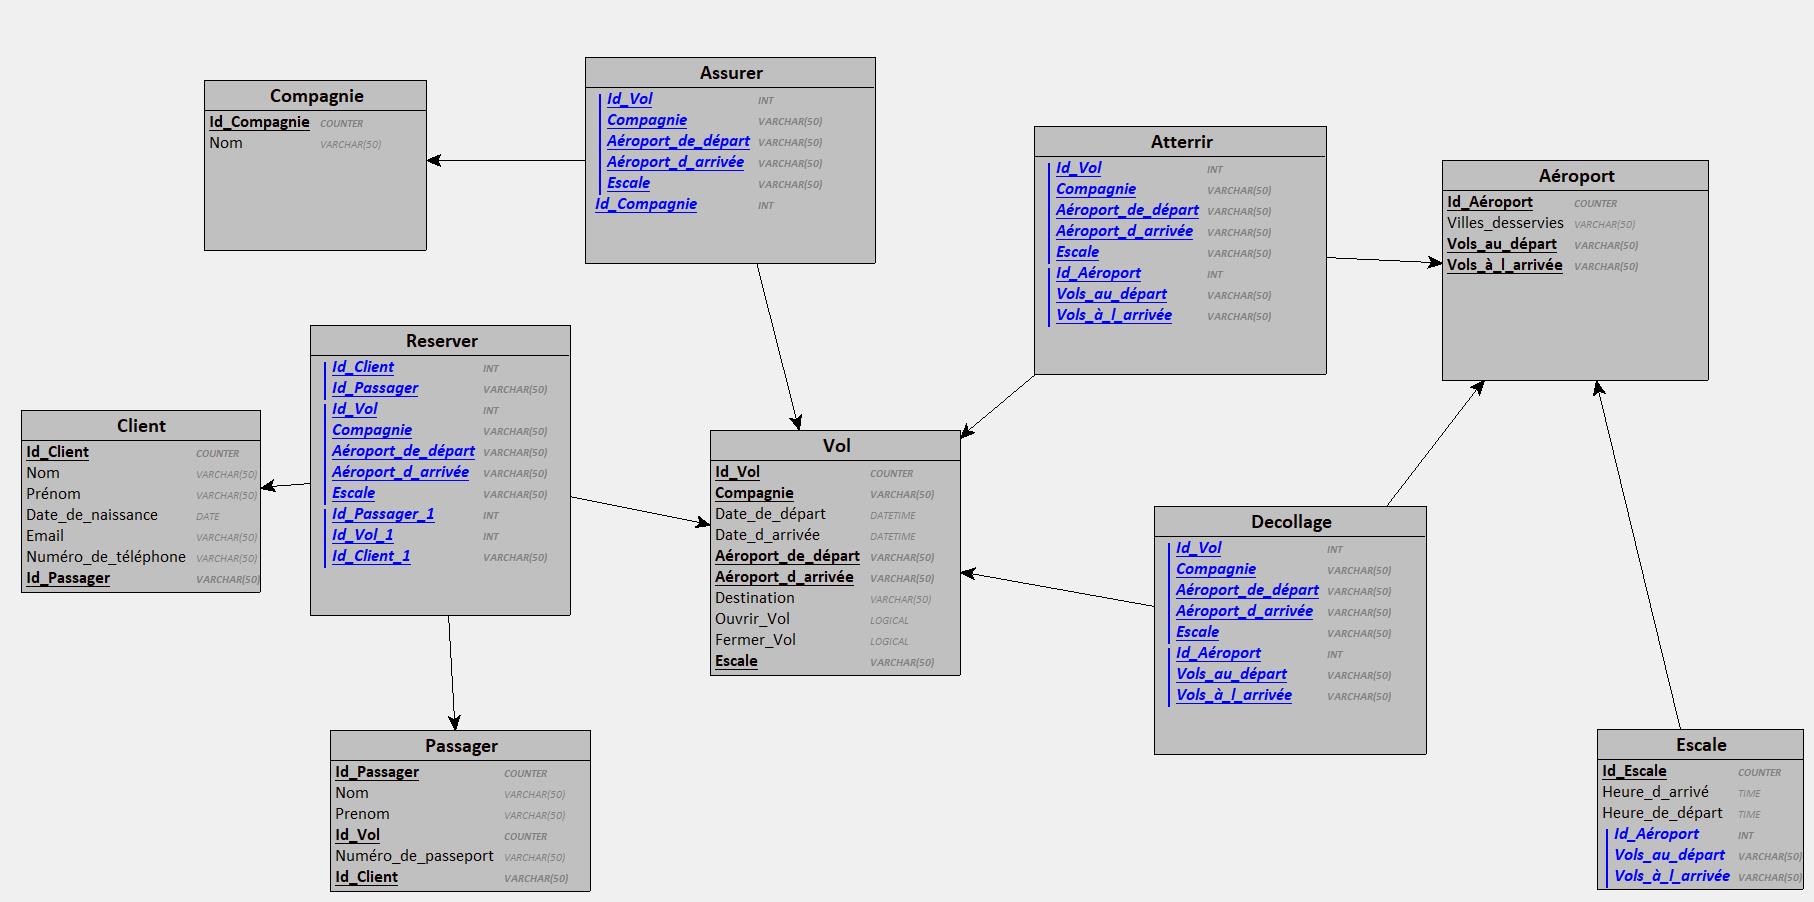 Compagnie
Id_Compagnie COUNTER
Nom VARCHAR(50)
Assurer
Id_Vol INT
Compagnie VARCHAR(50)
Aéroport_de_départ VARCHAR(50)
Aéroport_d_arrivée VARCHAR(50)
Escale VARCHAR(50)
Id_Compagnie INT
Atterrir
Id_Vol INT
Compagnie VARCHAR(50)
Aéroport_de_départ VARCHAR(50)
Aéroport_d_arrivée VARCHAR(50)
Escale VARCHAR(50)
Id_Aéroport INT
Vols_au_départ VARCHAR(50)
Vols_à_l_arrivée VARCHAR(50)
Aéroport
Id_Aéroport COUNTER
Villes_desservies VARCHAR(50)
Vols_au_départ VARCHAR(50)
Vols_à_l_arrivée VARCHAR(50)
Reserver
Id_Client INT
Id_Passager VARCHAR(50)
Id_Vol INT
Compagnie VARCHAR(50)
Aéroport_de_départ VARCHAR(50)
Aéroport_d_arrivée VARCHAR(50)
Escale VARCHAR(50)
Id_Passager_1 INT
Id_Vol_1 INT
Id_Client_1 VARCHAR(50)
Client
Id_Client COUNTER
Nom VARCHAR(50)
Prénom VARCHAR(50)
Date_de_naissance DATE
Email VARCHAR(50)
Numéro_de_téléphone VARCHAR(50)
Id_Passager VARCHAR(50)
Vol
Id_Vol COUNTER
Compagnie VARCHAR(50)
Date_de_départ DATETIME
Date_d_arrivée DATETIME
Aéroport_de_départ VARCHAR(50)
Aéroport_d_arrivée VARCHAR(50)
Destination VARCHAR(50)
Ouvrir_Vol LOGICAL
Fermer_Vol LOGICAL
Escale VARCHAR(50)
Decollage
Id_Vol INT
Compagnie VARCHAR(50)
Aéroport_de_départ VARCHAR(50)
Aéroport_d_arrivée VARCHAR(50)
Escale VARCHAR(50)
Id_Aéroport INT
Vols_au_départ VARCHAR(50)
Vols_à_l_arrivée VARCHAR(50)
Passager
Id_Passager COUNTER
Nom VARCHAR(50)
Prenom VARCHAR(50)
Id_Vol COUNTER
Numéro_de_passeport VARCHAR(50)
Id_Client VARCHAR(50)
Escale
Id_Escale COUNTER
Heure_d_arrivé TIME
Heure_de_départ TIME
Id_Aéroport INT
Vols_au_départ VARCHAR(50)
Vols_à_l_arrivée VARCHAR(50)